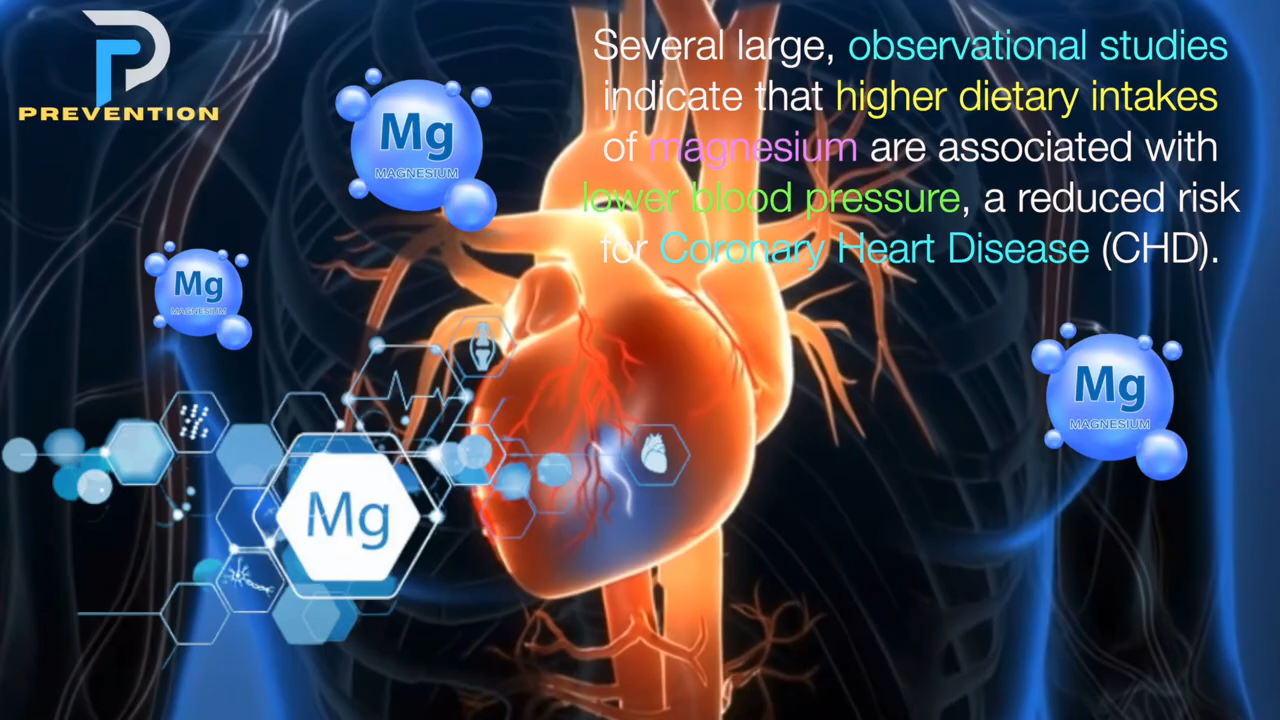 PREVENTION
Several large, observational studies
indicate that higher dietary intakes
of magnesium are associated with
lower blood pressure, a reduced risk
for Coronary Heart Disease (CHD).
Mg
MAGNESIUM
Mg
MAGNESIUM
Mg
MAGNESIUM
Mg